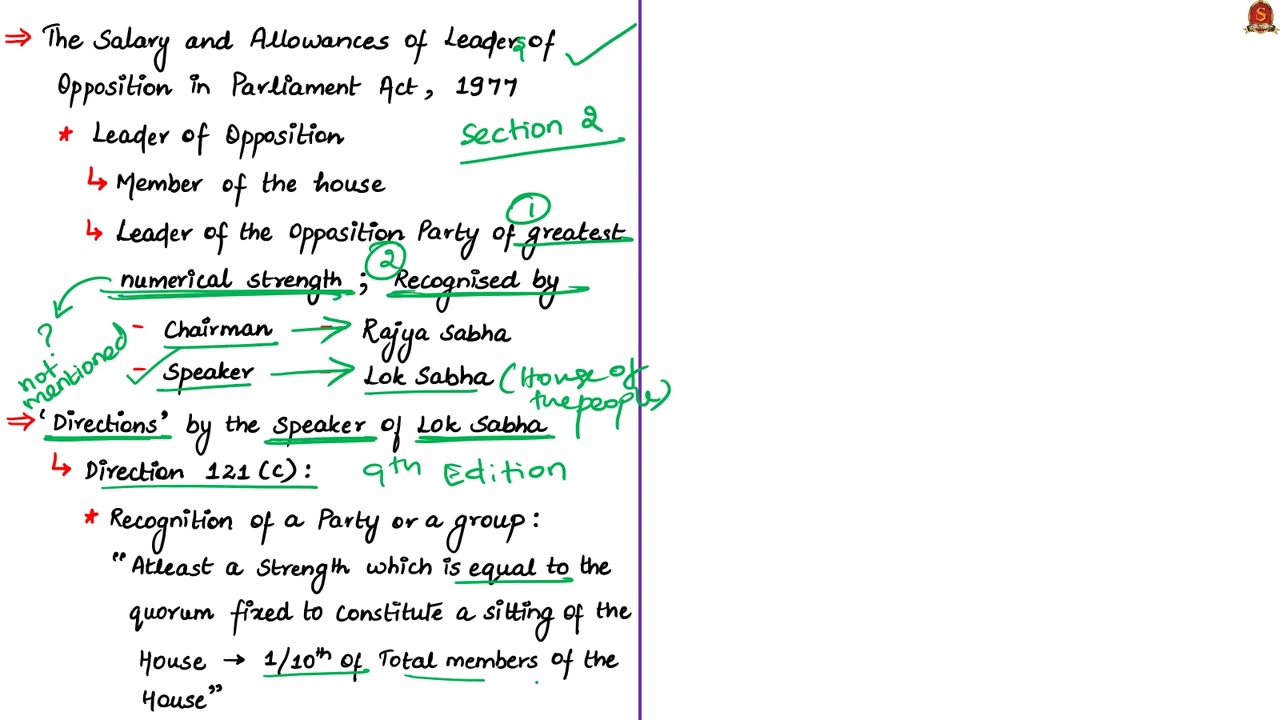 ⇒ The Salary and Allowances of Leaders of
Opposition in Parliament Act, 1977
* Leader of Opposition
Section 2
↳ Member of the house
①
↳ Leader of the Opposition Party of greatest
②
numerical strength ; Recognised by
- Chairman → Rajya Sabha
?
not
mentioned
- Speaker → Lok Sabha (House of
the people)
⇒ 'Directions' by the Speaker of Lok Sabha
↳ Direction 121 (C) : 9th Edition
* Recognition of a Party or a group :
"Atleast a Strength which is equal to the
quorum fixed to constitute a sitting of the
House → 1/10th of Total members of the
House"